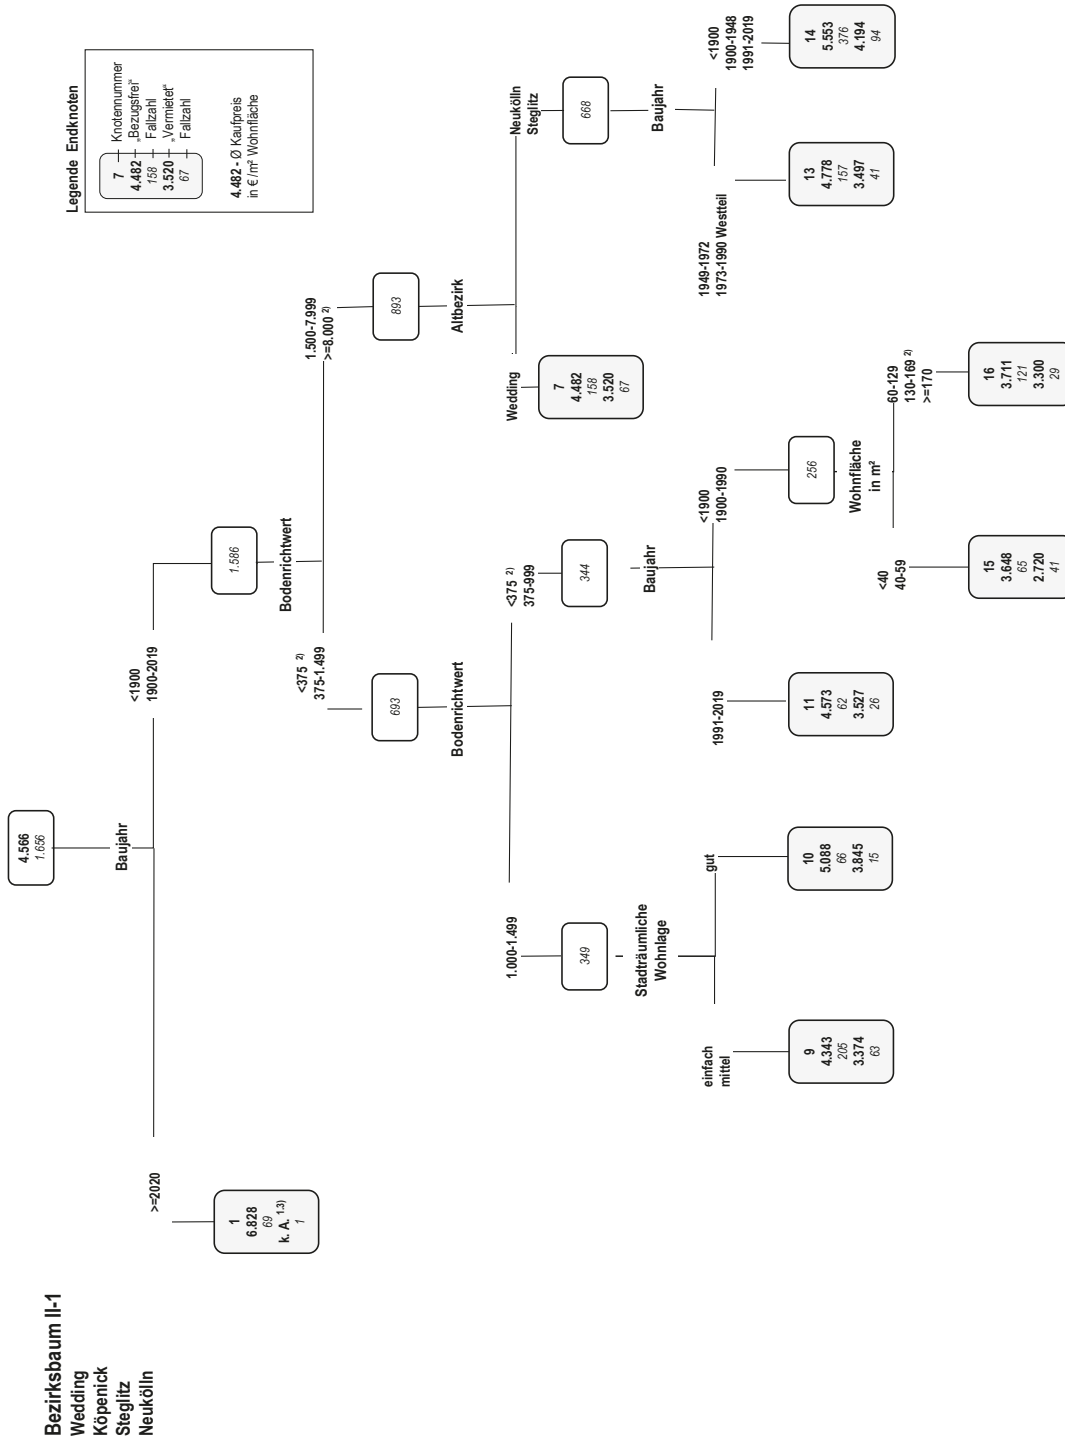 Bezirksbaum II-1
Wedding
Köpenick
Steglitz
Neukölln
4.566
1.656
Baujahr
>=2020
1
6.828
69
k. A. 1.3)
1
<1900
1900-2019
1.586
Bodenrichtwert
<375 2)
375-1.499
693
Bodenrichtwert
1.000-1.499
349
Stadträumliche
Wohnlage
einfach
mittel
9
4.343
205
3.374
63
gut
10
5.088
66
3.845
15
<375 2)
375-999
344
Baujahr
1991-2019
11
4.573
62
3.527
26
<1900
1900-1990
256
Wohnfläche
in m²
<40
40-59
15
3.648
65
2.720
41
60-129
130-169 2)
>=170
16
3.711
121
3.300
29
1.500-7.999
>=8.000 2)
893
Altbezirk
Wedding
7
4.482
158
3.520
67
Neukölln
Steglitz
668
Baujahr
1949-1972
1973-1990 Westteil
13
4.778
157
3.497
41
<1900
1900-1948
1991-2019
14
5.553
376
4.194
94
Legende Endknoten
7 Knotennummer
4.482 „Bezugsfrei“
158 Fallzahl
3.520 „Vermietet“
67 Fallzahl
4.482 - Ø Kaufpreis
in € /m² Wohnfläche